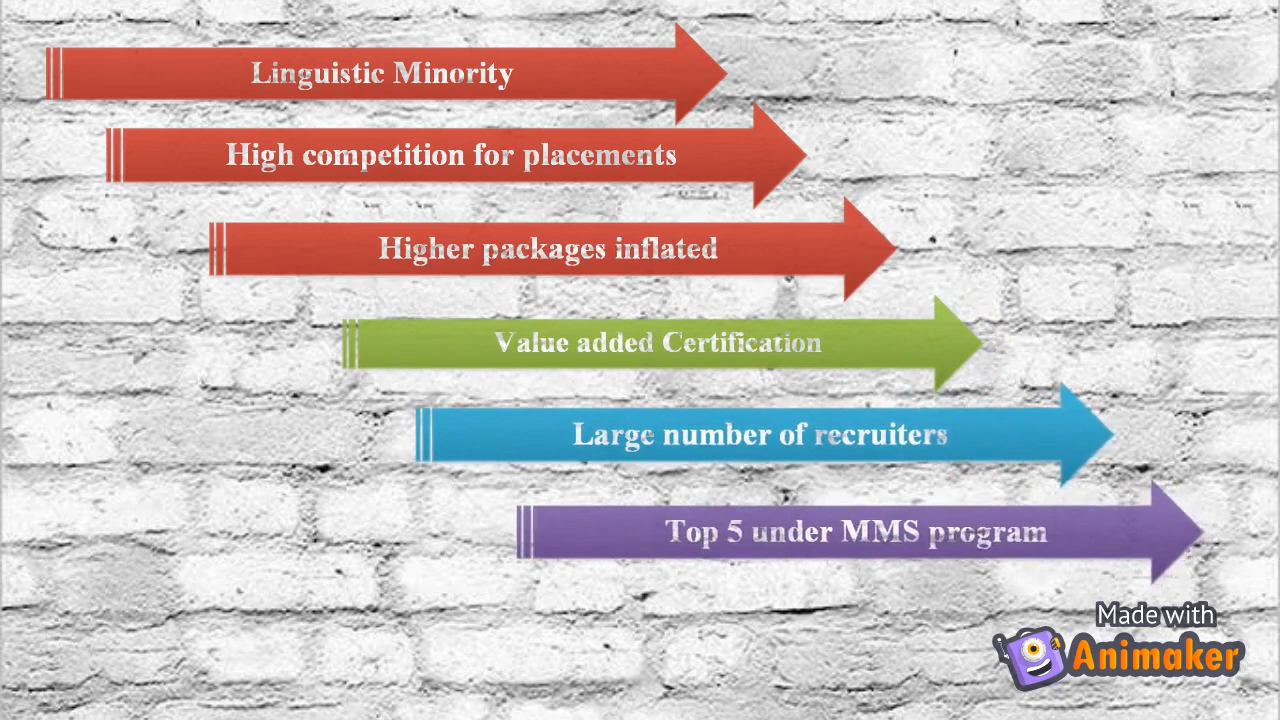 Linguistic Minority
High competition for placements
Higher packages inflated
Value added Certification
Large number of recruiters
Top 5 under MMS program
Made with
Animaker